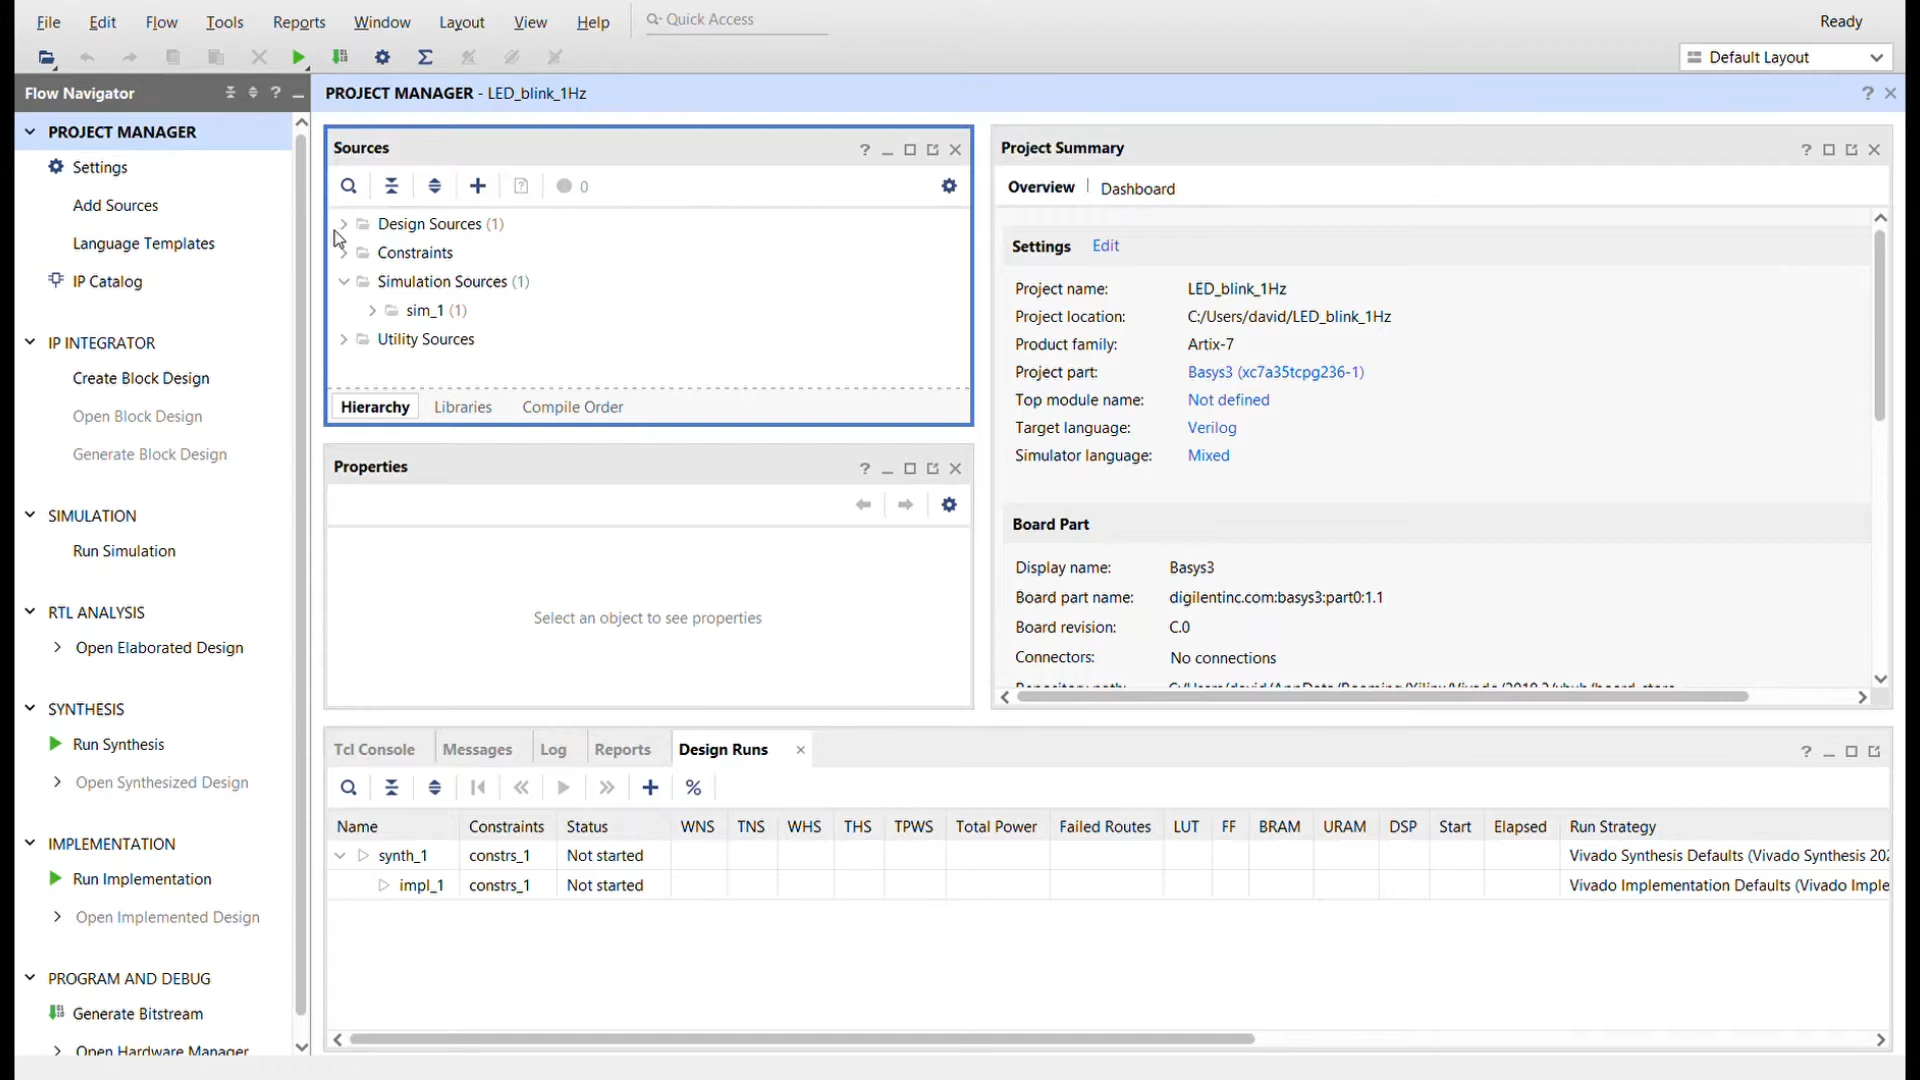 File Edit Flow Tools Reports Window Layout View Help Quick Access Ready
Default Layout
Flow Navigator
PROJECT MANAGER
Settings
Add Sources
Language Templates
IP Catalog
IP INTEGRATOR
Create Block Design
Open Block Design
Generate Block Design
SIMULATION
Run Simulation
RTL ANALYSIS
Open Elaborated Design
SYNTHESIS
Run Synthesis
Open Synthesized Design
IMPLEMENTATION
Run Implementation
Open Implemented Design
PROGRAM AND DEBUG
Generate Bitstream
Open Hardware Manager
PROJECT MANAGER - LED_blink_1Hz
Sources
0
Design Sources (1)
Constraints
Simulation Sources (1)
sim_1 (1)
Utility Sources
Hierarchy Libraries Compile Order
Properties
Select an object to see properties
Project Summary
Overview Dashboard
Settings Edit
Project name: LED_blink_1Hz
Project location: C:/Users/david/LED_blink_1Hz
Product family: Artix-7
Project part: Basys3 (xc7a35tcpg236-1)
Top module name: Not defined
Target language: Verilog
Simulator language: Mixed
Board Part
Display name: Basys3
Board part name: digilentinc.com:basys3:part0:1.1
Board revision: C.0
Connectors: No connections
Tcl Console Messages Log Reports Design Runs
Name Constraints Status WNS TNS WHS THS TPWS Total Power Failed Routes LUT FF BRAM URAM DSP Start Elapsed Run Strategy
synth_1 constrs_1 Not started Vivado Synthesis Defaults (Vivado Synthesis 202
impl_1 constrs_1 Not started Vivado Implementation Defaults (Vivado Imple